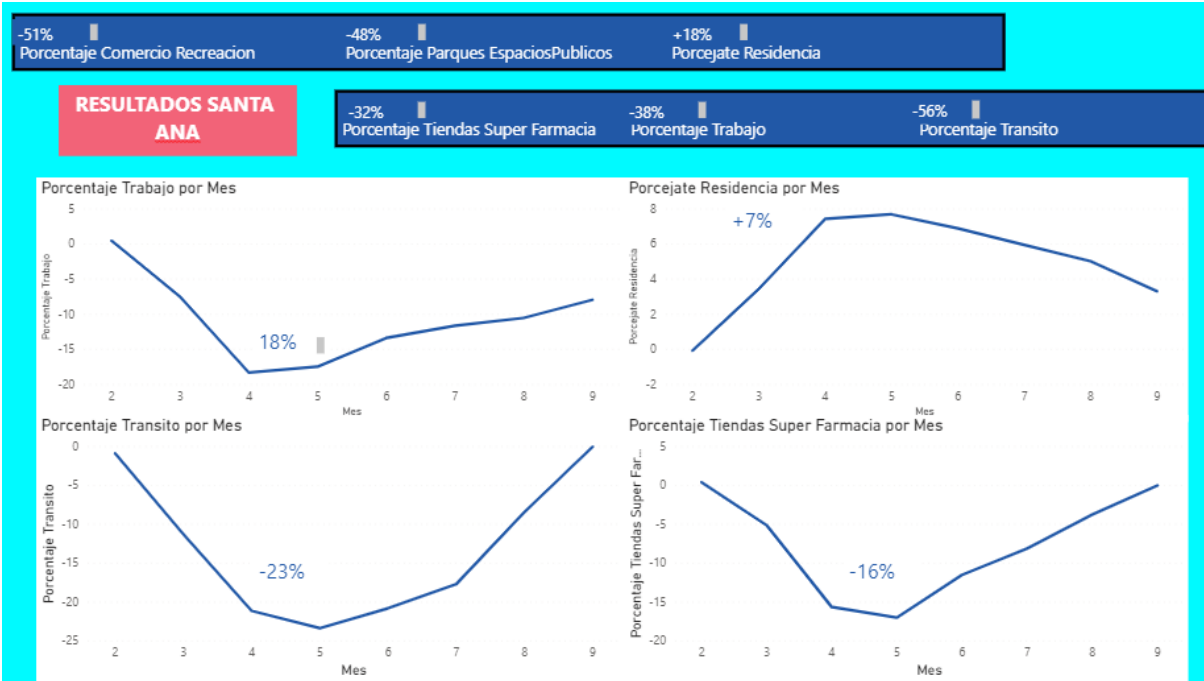 -51%
Porcentaje Comercio Recreacion
-48%
Porcentaje Parques EspaciosPublicos
+18%
Porcejate Residencia
RESULTADOS SANTA
ANA
-32%
Porcentaje Tiendas Super Farmacia
-38%
Porcentaje Trabajo
-56%
Porcentaje Transito
Porcentaje Trabajo por Mes
Porcentaje Trabajo
5
0
-5
-10
-15
-20
18%
2 3 4 5 6 7 8 9
Mes
Porcejate Residencia por Mes
Porcejate Residencia
8
6
4
2
0
-2
+7%
2 3 4 5 6 7 8 9
Mes
Porcentaje Transito por Mes
Porcentaje Transito
0
-5
-10
-15
-20
-25
-23%
2 3 4 5 6 7 8 9
Mes
Porcentaje Tiendas Super Farmacia por Mes
Porcentaje Tiendas Super Far...
5
0
-5
-10
-15
-20
-16%
2 3 4 5 6 7 8 9
Mes